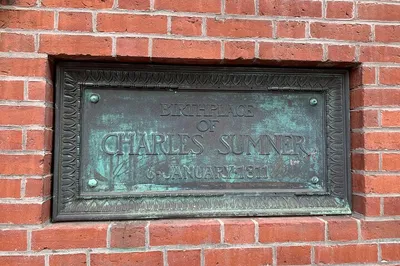 BIRTHPLACE
OF
CHARLES SUMNER
6·JANUARY·1811